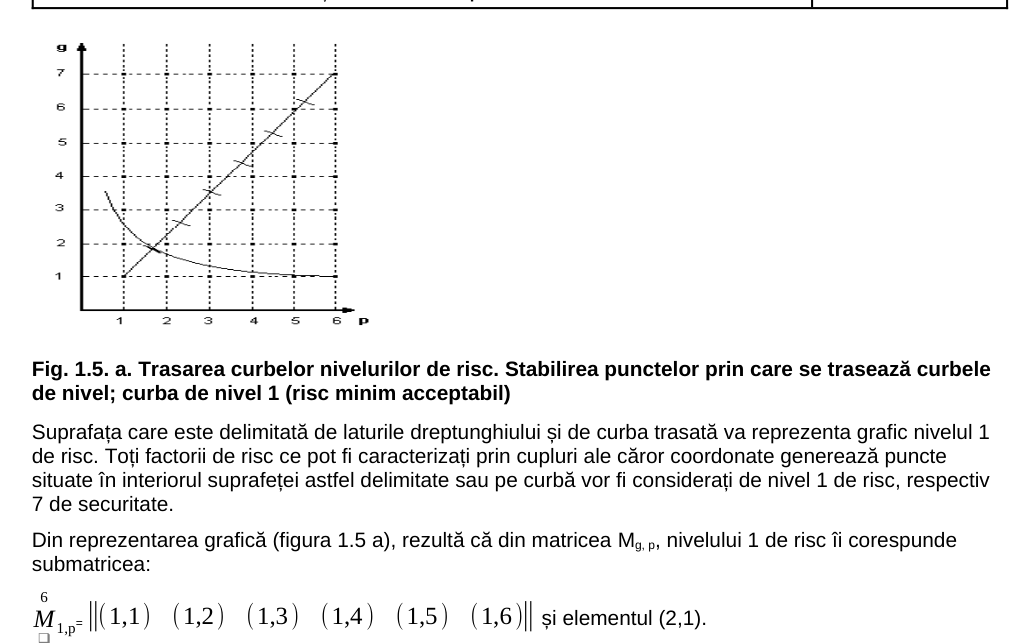 g
7
6
5
4
3
2
1
1 2 3 4 5 6 p
Fig. 1.5. a. Trasarea curbelor nivelurilor de risc. Stabilirea punctelor prin care se trasează curbele
de nivel; curba de nivel 1 (risc minim acceptabil)
Suprafața care este delimitată de laturile dreptunghiului și de curba trasată va reprezenta grafic nivelul 1
de risc. Toți factorii de risc ce pot fi caracterizați prin cupluri ale căror coordonate generează puncte
situate în interiorul suprafeței astfel delimitate sau pe curbă vor fi considerați de nivel 1 de risc, respectiv
7 de securitate.
Din reprezentarea grafică (figura 1.5 a), rezultă că din matricea Mg, p, nivelului 1 de risc îi corespunde
submatricea:
6
M 1,p= ||(1,1) (1,2) (1,3) (1,4) (1,5) (1,6)|| și elementul (2,1).